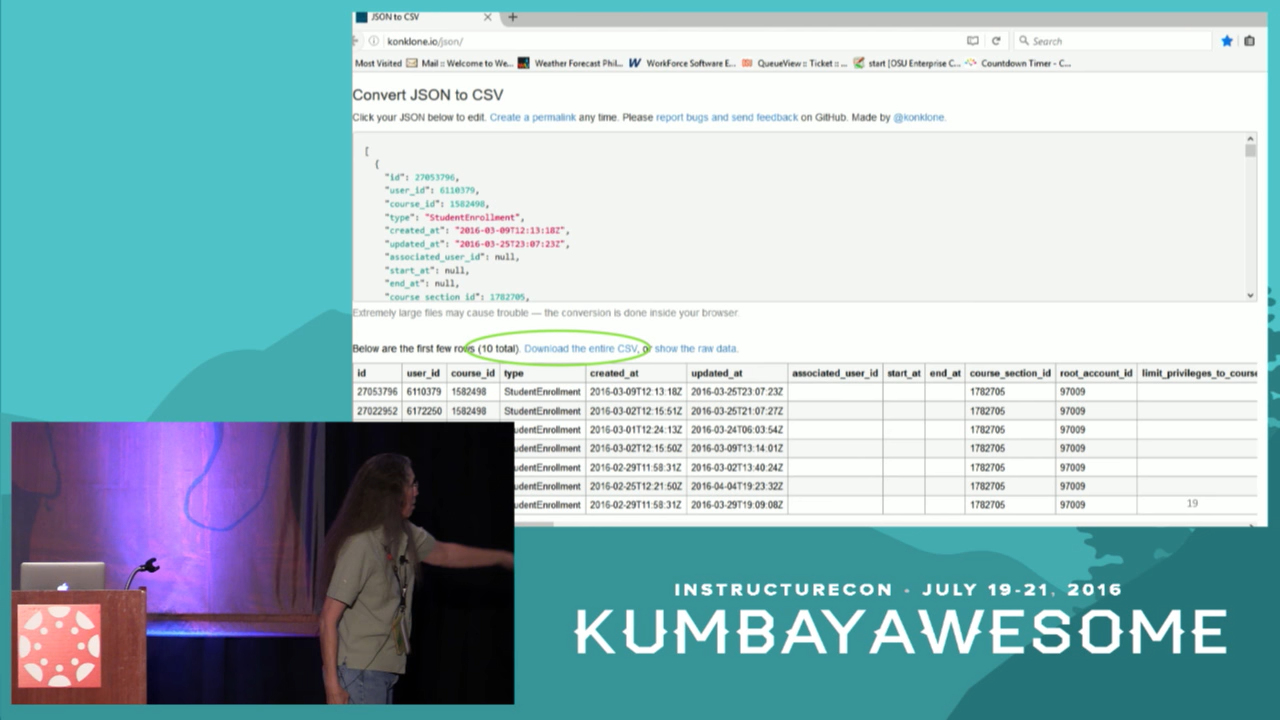 JSON to CSV
konklone.io/json/
Search
Most Visited Mail :: Welcome to We... Weather Forecast Phil... WorkForce Software E... QueueView :: Ticket :: ... start [OSU Enterprise C... Countdown Timer - C...
Convert JSON to CSV
Click your JSON below to edit. Create a permalink any time. Please report bugs and send feedback on GitHub. Made by @konklone.
[
{
"id": 27053796,
"user_id": 6110379,
"course_id": 1582498,
"type": "StudentEnrollment",
"created_at": "2016-03-09T12:13:18Z",
"updated_at": "2016-03-25T23:07:23Z",
"associated_user_id": null,
"start_at": null,
"end_at": null,
"course_section_id": 1782705,
Extremely large files may cause trouble — the conversion is done inside your browser.
Below are the first few rows (10 total). Download the entire CSV, or show the raw data.
id user_id course_id type created_at updated_at associated_user_id start_at end_at course_section_id root_account_id limit_privileges_to_course
27053796 6110379 1582498 StudentEnrollment 2016-03-09T12:13:18Z 2016-03-25T23:07:23Z 1782705 97009
27022952 6172250 1582498 StudentEnrollment 2016-03-02T12:15:51Z 2016-03-25T21:07:27Z 1782705 97009
udentEnrollment 2016-03-01T12:24:13Z 2016-03-24T06:03:54Z 1782705 97009
udentEnrollment 2016-03-02T12:15:50Z 2016-03-09T13:14:01Z 1782705 97009
udentEnrollment 2016-02-29T11:58:31Z 2016-03-02T13:40:24Z 1782705 97009
udentEnrollment 2016-02-25T12:21:50Z 2016-04-04T19:23:32Z 1782705 97009
udentEnrollment 2016-02-29T11:58:31Z 2016-03-29T19:09:08Z 1782705 97009
19
INSTRUCTURECON • JULY 19-21, 2016
KUMBAYAWESOME